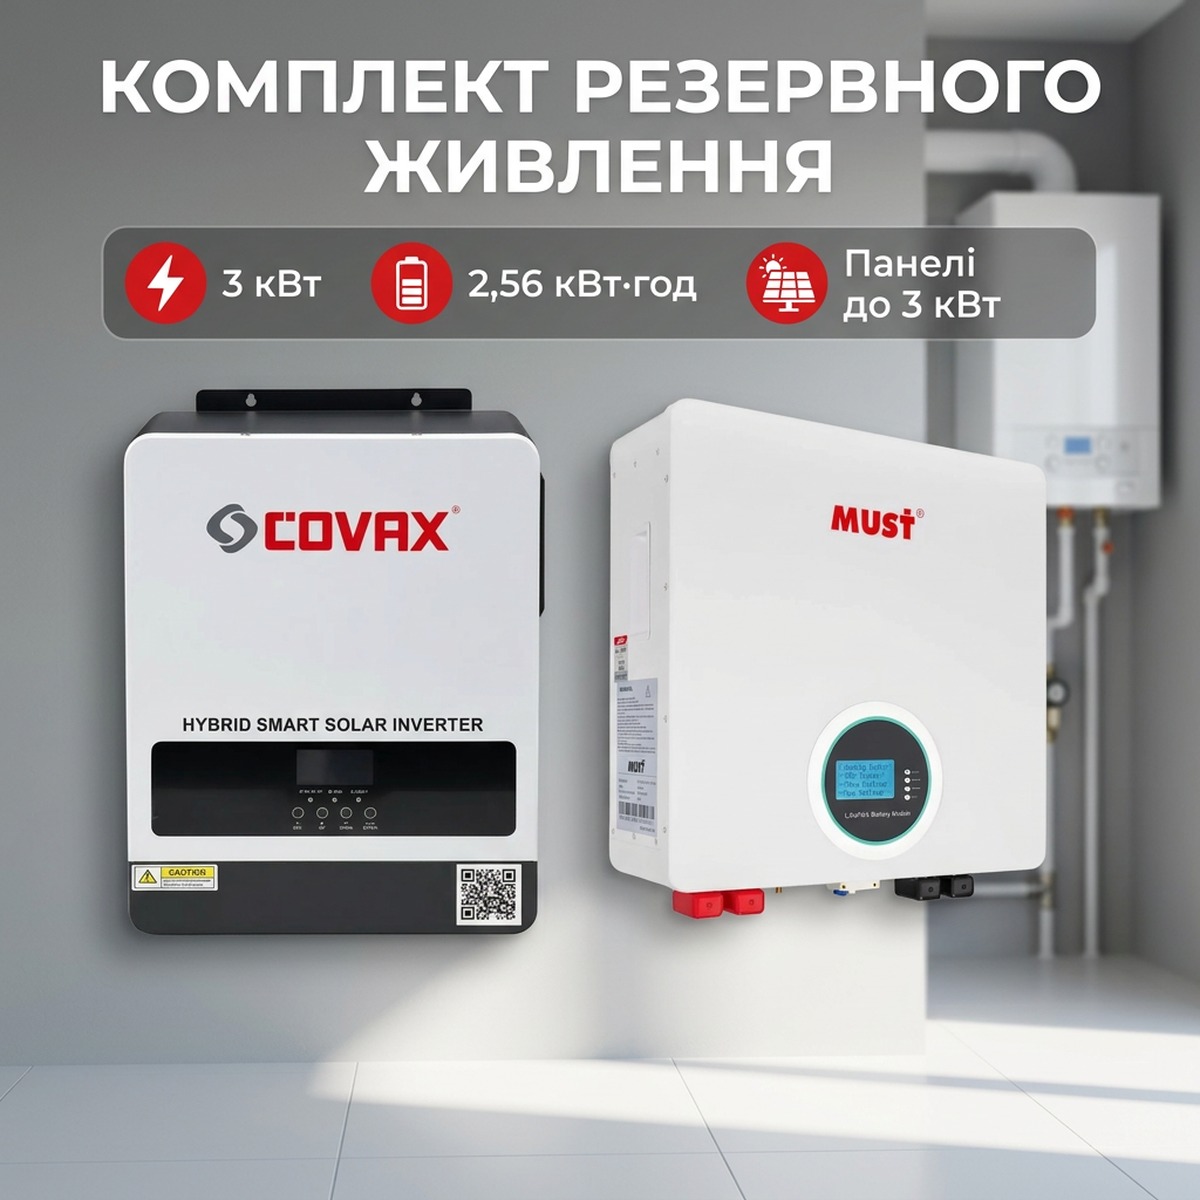 КОМПЛЕКТ РЕЗЕРВНОГО
ЖИВЛЕННЯ
3 кВт
2,56 кВт·год
Панелі
до 3 кВт
COVAX®
MUST®
HYBRID SMART SOLAR INVERTER
MUST
CAUTION